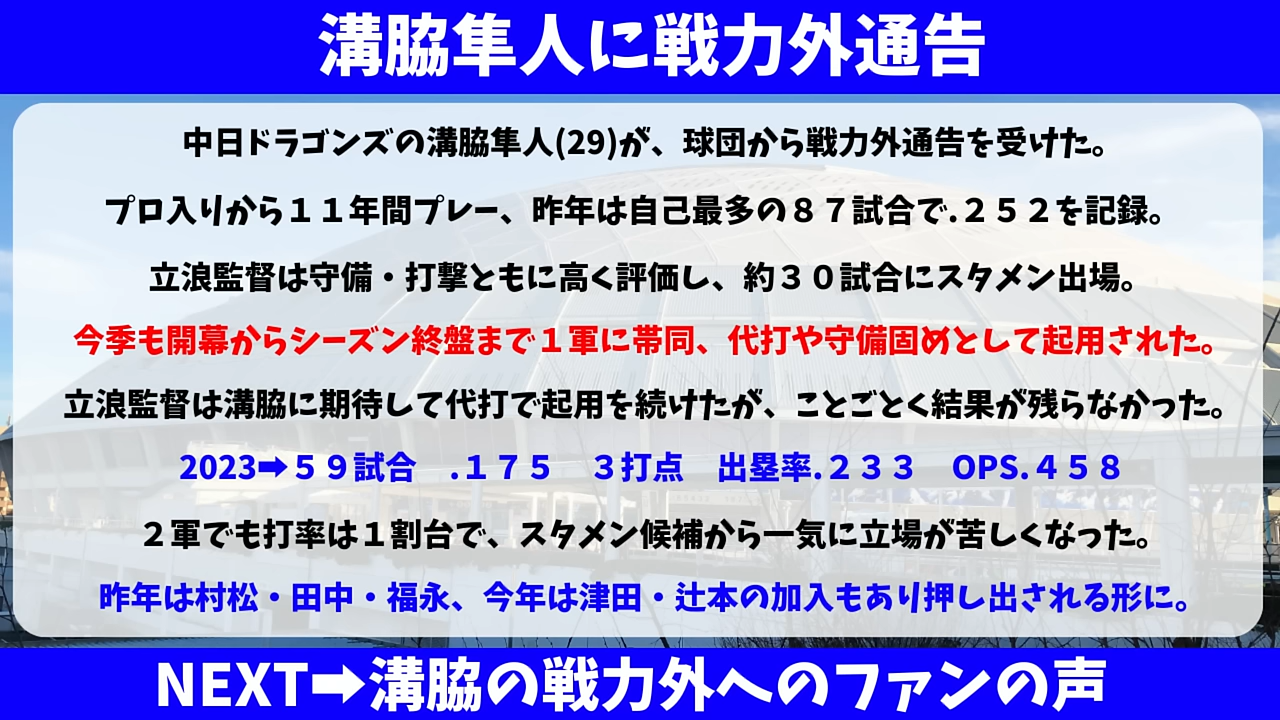 溝脇隼人に戦力外通告
中日ドラゴンズの溝脇隼人(29)が、球団から戦力外通告を受けた。
プロ入りから１１年間プレー、昨年は自己最多の８７試合で.２５２を記録。
立浪監督は守備・打撃ともに高く評価し、約３０試合にスタメン出場。
今季も開幕からシーズン終盤まで１軍に帯同、代打や守備固めとして起用された。
立浪監督は溝脇に期待して代打で起用を続けたが、ことごとく結果が残らなかった。
2023➡５９試合　.１７５　３打点　出塁率.２３３　OPS.４５８
２軍でも打率は１割台で、スタメン候補から一気に立場が苦しくなった。
昨年は村松・田中・福永、今年は津田・辻本の加入もあり押し出される形に。
NEXT➡溝脇の戦力外へのファンの声